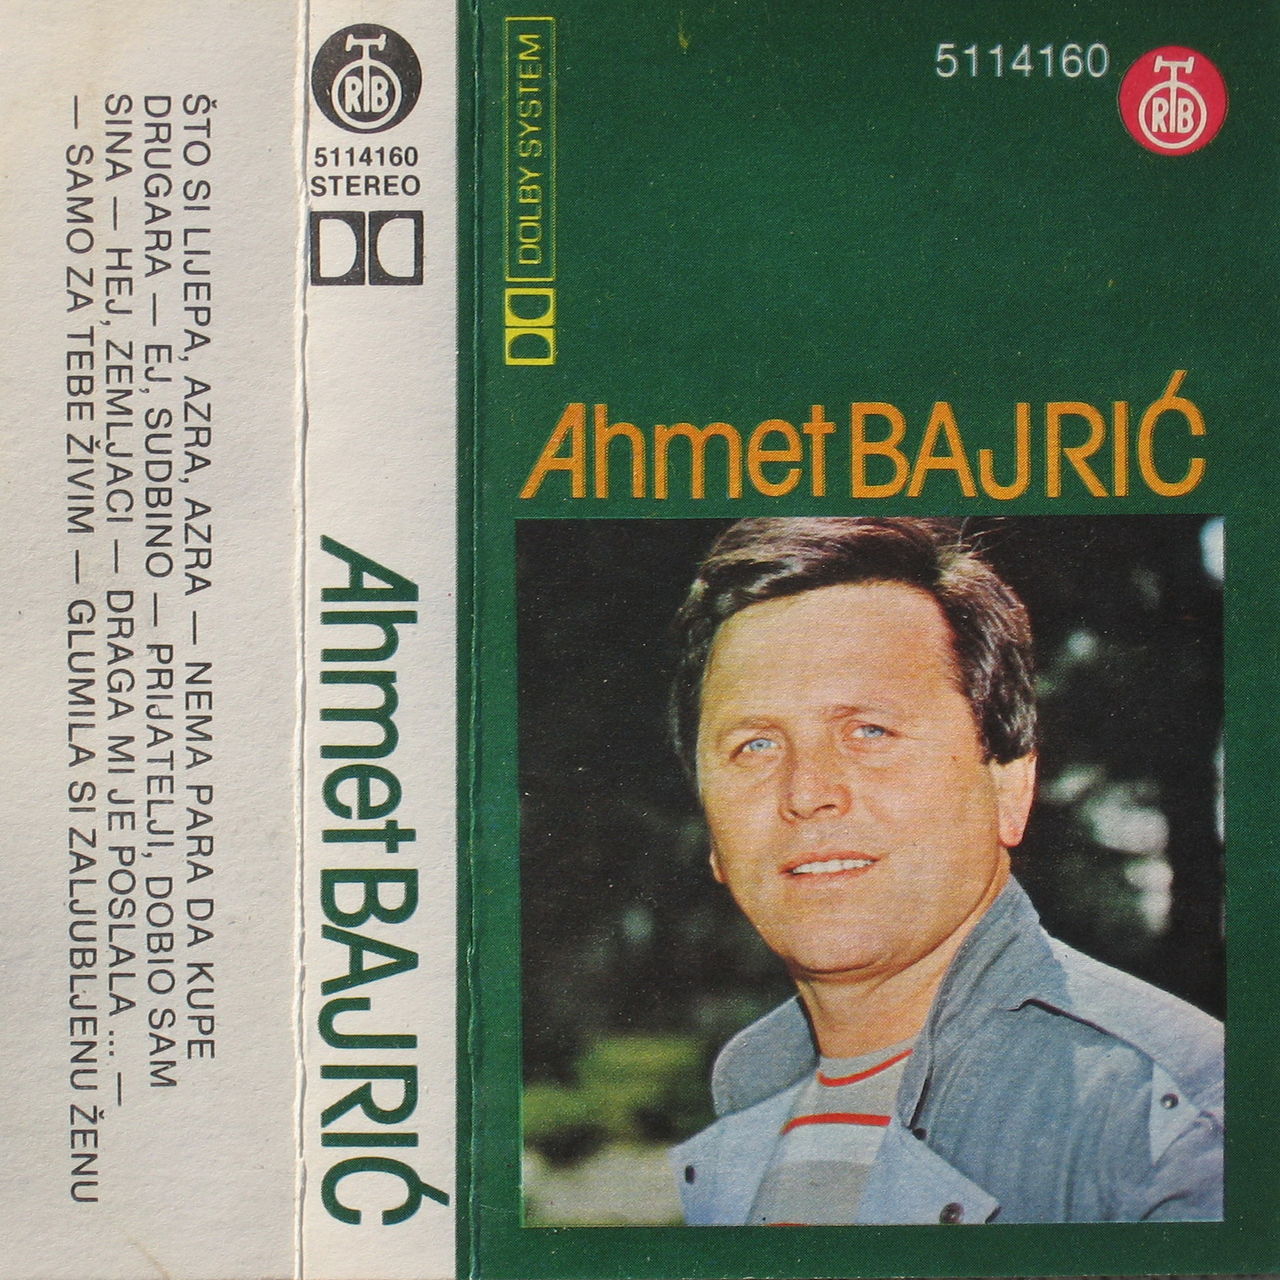 ŠTO SI LIJEPA, AZRA, AZRA, AZRA — NEMA PARA DA KUPE
DRUGARA — EJ, SUDBINO — PRIJATELJI, DOBIO SAM
SINA — HEJ, ZEMLJACI — DRAGA MI JE POSLALA ... —
— SAMO ZA TEBE ŽIVIM — GLUMILA SI ZALJUBLJENU ŽENU
RTB
5114160
STEREO
Ahmet BAJRIĆ
DOLBY SYSTEM
5114160
RTB
Ahmet BAJRIĆ